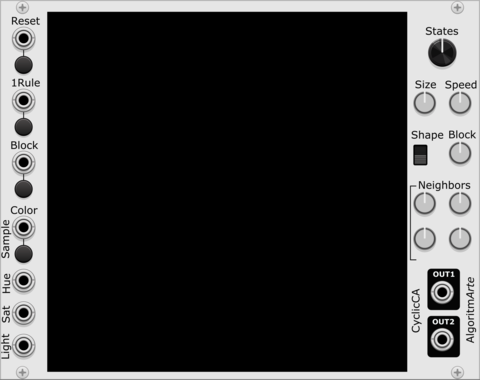 Reset
1Rule
Block
Color
Sample
Hue
Sat
Light
States
Size Speed
Shape Block
Neighbors
OUT1
OUT2
CyclicCA
AlgoritmArte